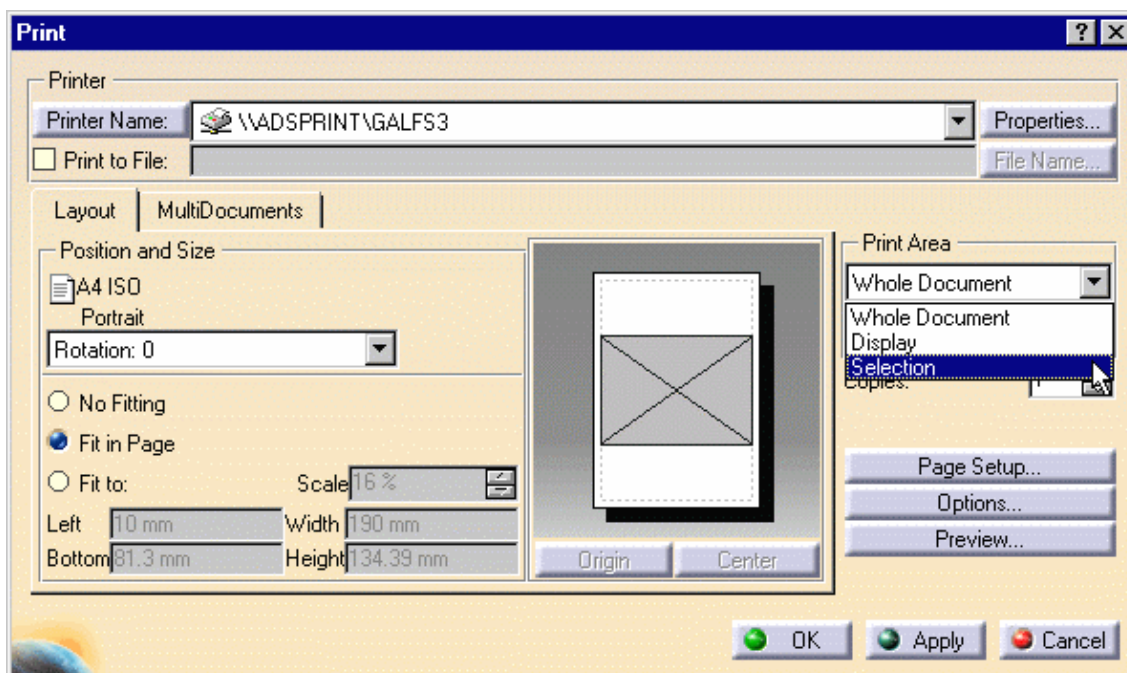 Print
Printer
Printer Name: \\ADSPRINT\GALFS3 Properties...
Print to File: File Name...
Layout MultiDocuments
Position and Size
A4 ISO
Portrait
Rotation: 0
No Fitting
Fit in Page
Fit to: Scale 16 %
Left 10 mm Width 190 mm
Bottom 81.3 mm Height 134.39 mm
Origin Center
Print Area
Whole Document
Whole Document
Display
Selection
Copies:
Page Setup...
Options...
Preview...
OK Apply Cancel